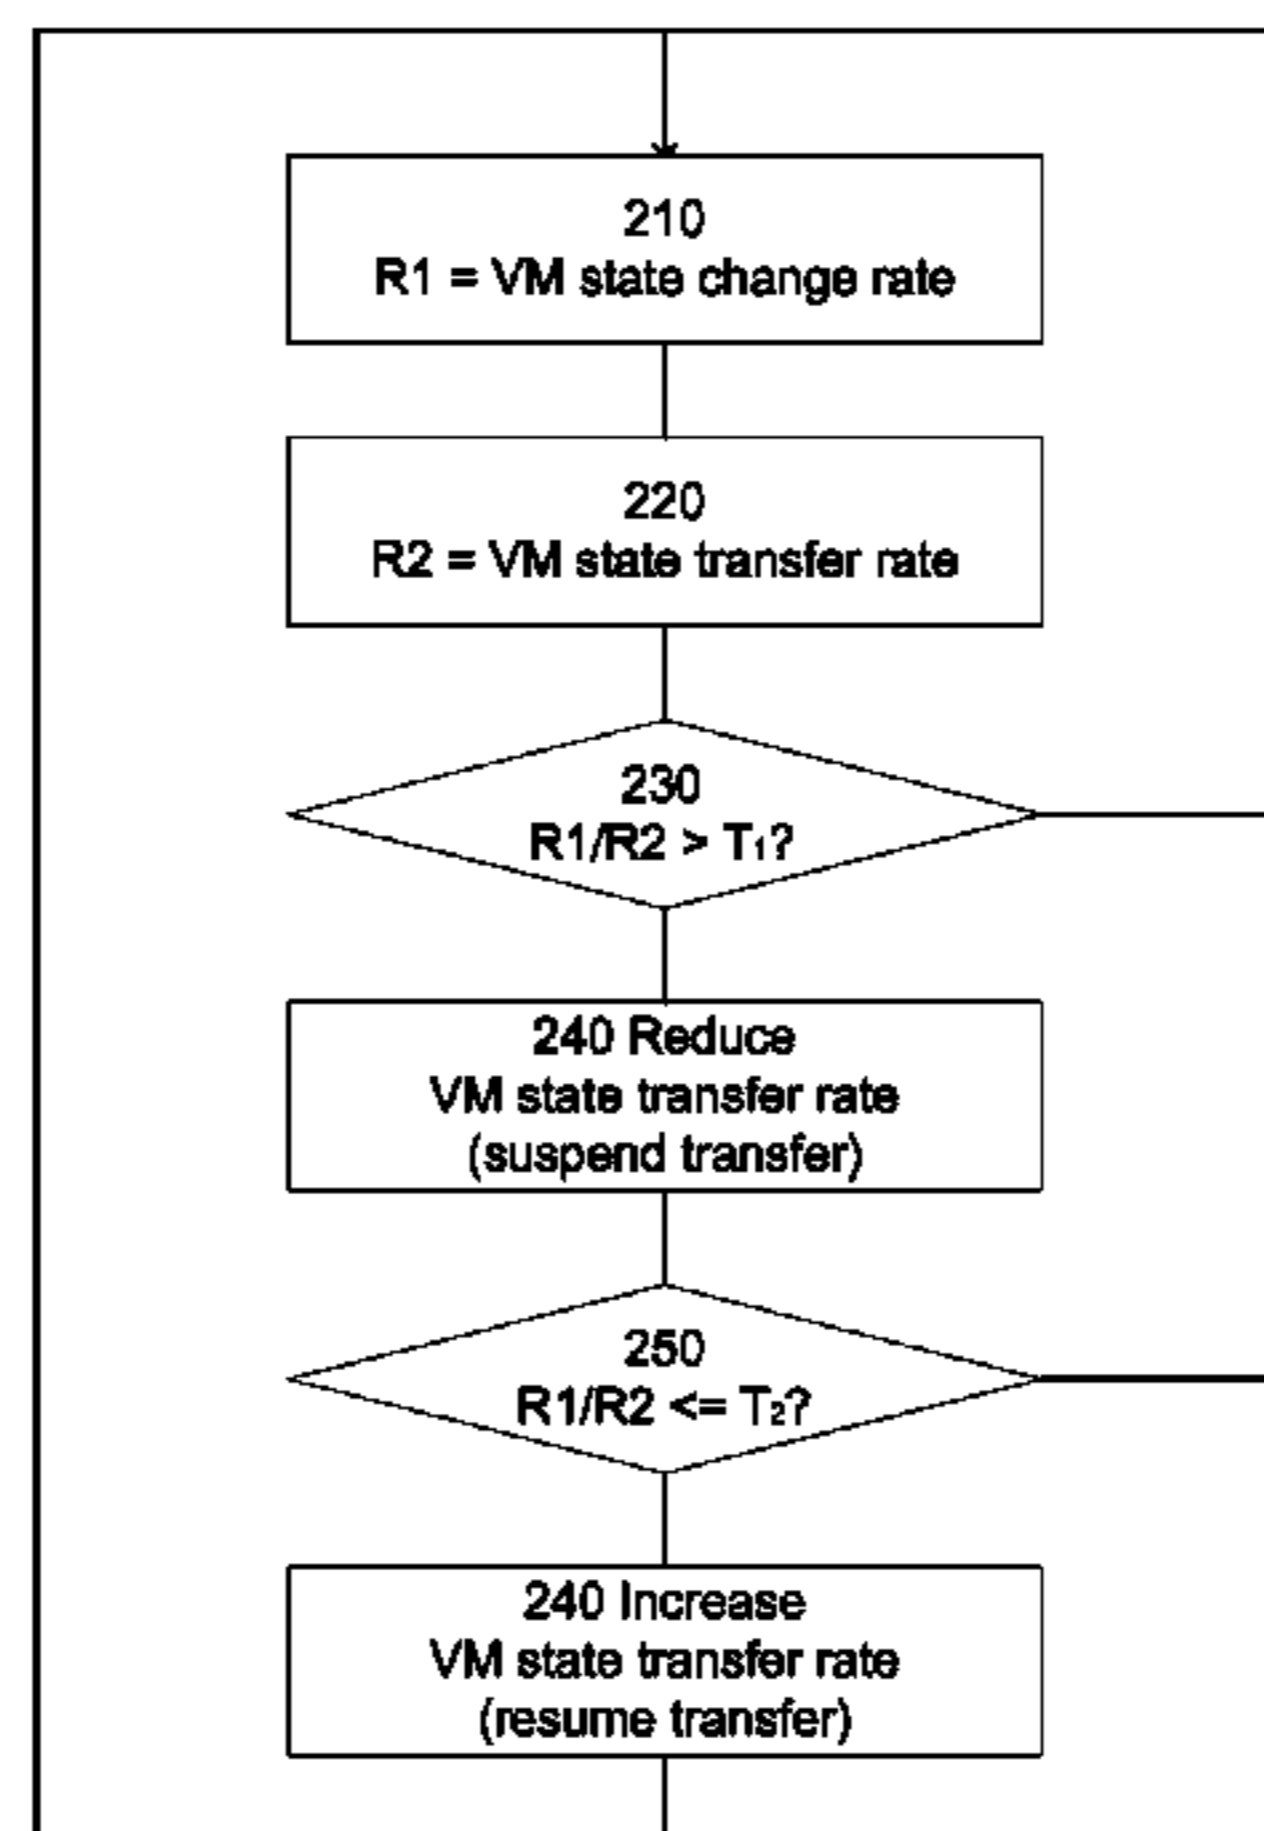 210
R1 = VM state change rate
220
R2 = VM state transfer rate
230
R1/R2 > T₁?
240 Reduce
VM state transfer rate
(suspend transfer)
250
R1/R2 <= T₂?
240 Increase
VM state transfer rate
(resume transfer)